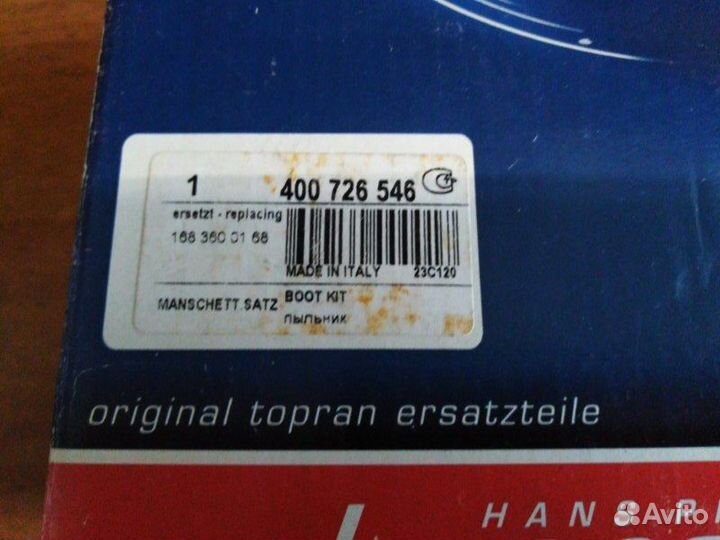 1 400 726 546
ersetzt - replacing
168 360 01 68
MADE IN ITALY 23C120
MANSCHETT.SATZ BOOT KIT
пыльник
original topran ersatzteile
Avito